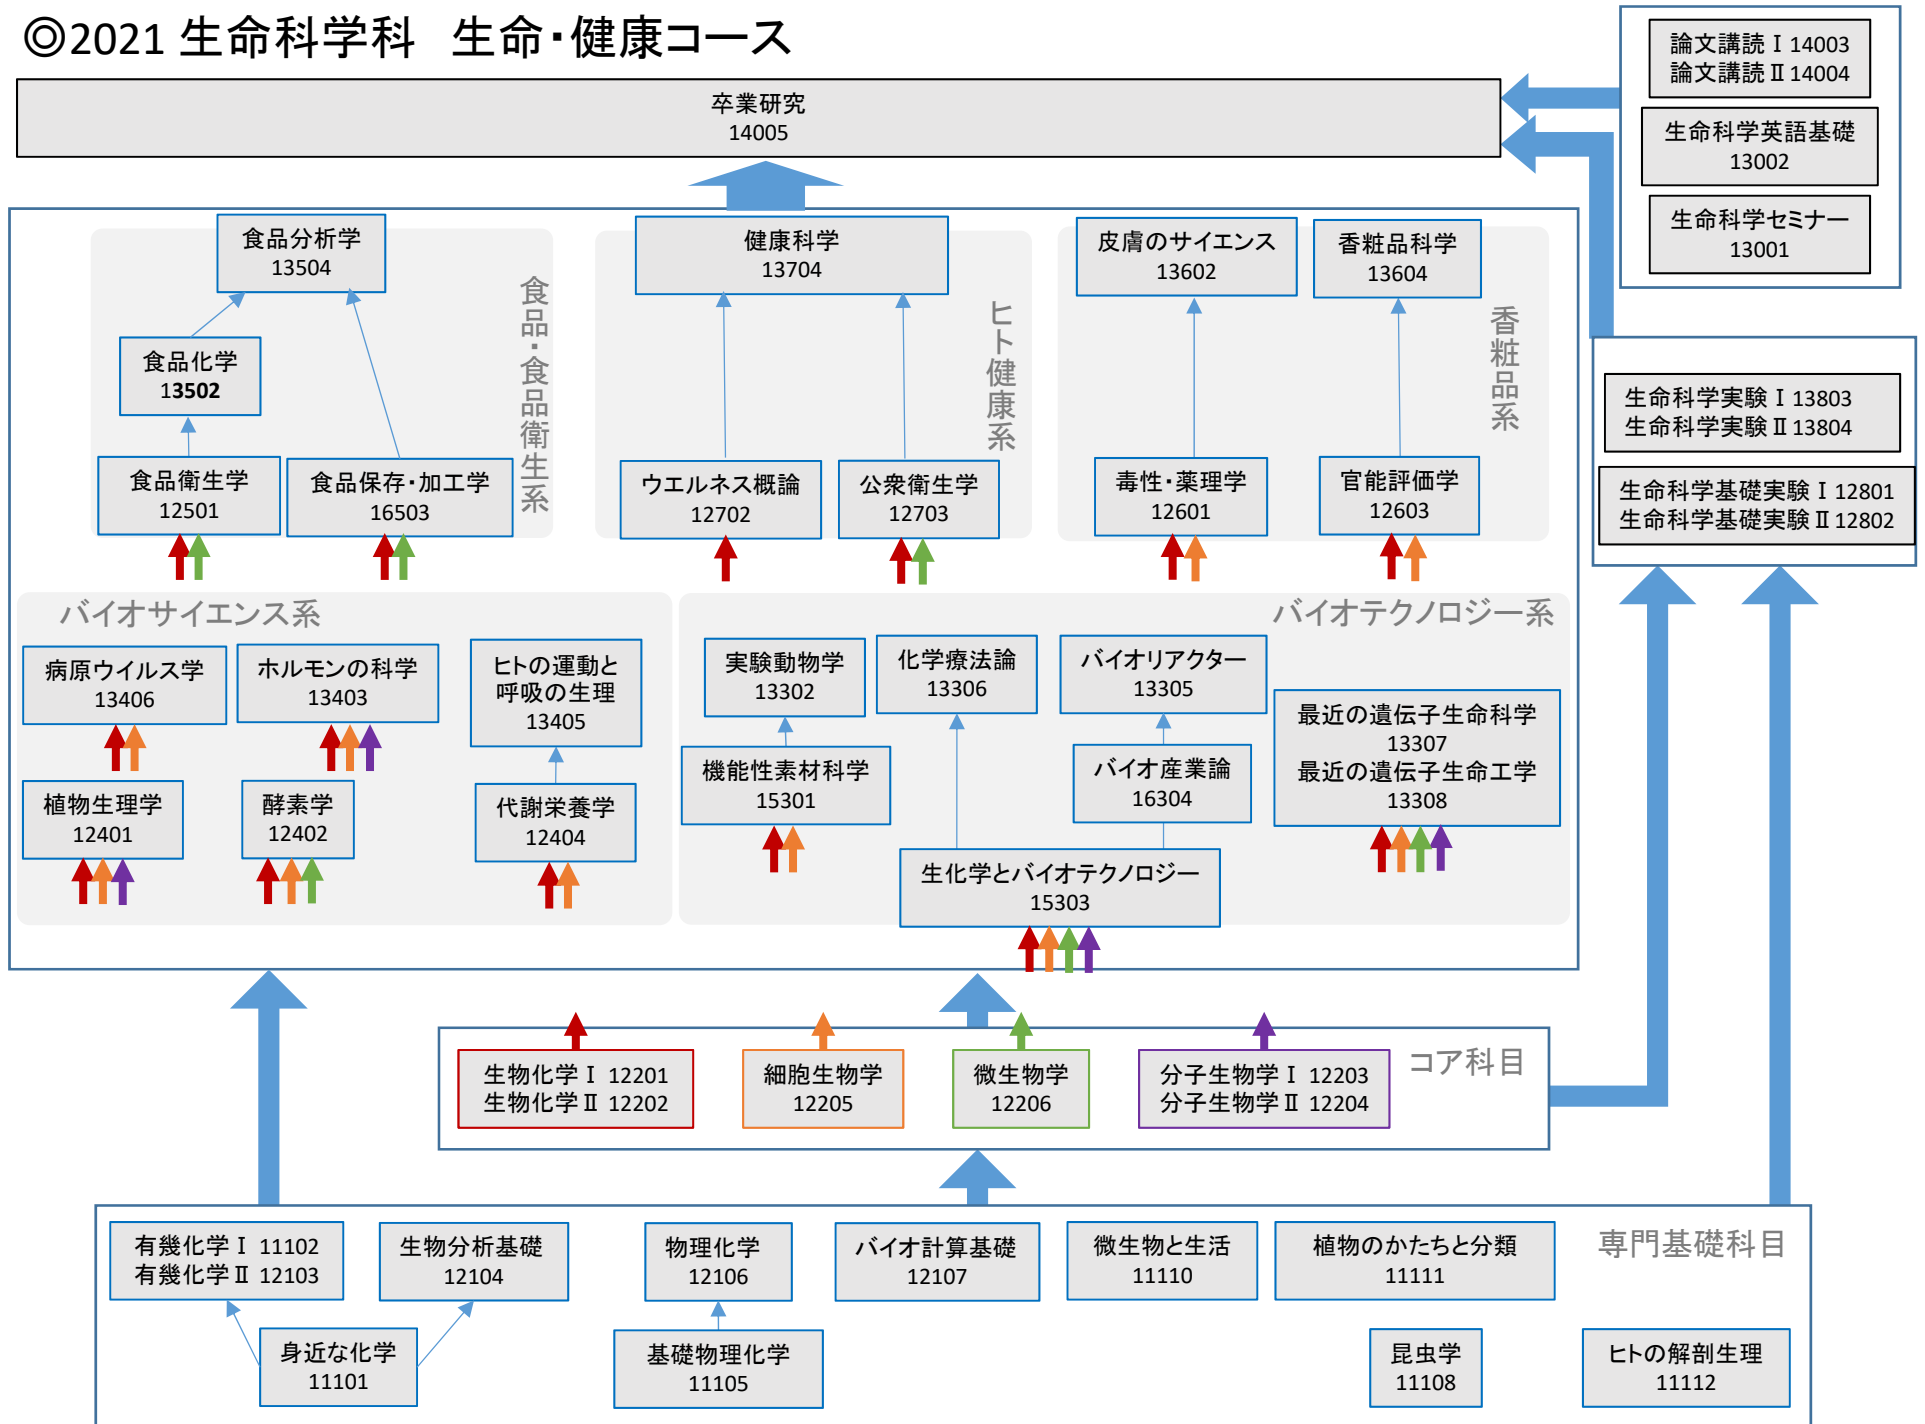 ◎2021 生命科学科　生命・健康コース
論文講読Ⅰ 14003
論文講読Ⅱ 14004
生命科学英語基礎
13002
生命科学セミナー
13001
卒業研究
14005
食品分析学
13504
食品化学
13502
食品衛生学
12501
食品保存・加工学
16503
食品・食品衛生系
健康科学
13704
ウエルネス概論
12702
公衆衛生学
12703
ヒト健康系
皮膚のサイエンス
13602
香粧品科学
13604
毒性・薬理学
12601
官能評価学
12603
香粧品系
生命科学実験Ⅰ 13803
生命科学実験Ⅱ 13804
生命科学基礎実験Ⅰ 12801
生命科学基礎実験Ⅱ 12802
バイオサイエンス系
病原ウイルス学
13406
ホルモンの科学
13403
ヒトの運動と
呼吸の生理
13405
植物生理学
12401
酵素学
12402
代謝栄養学
12404
バイオテクノロジー系
実験動物学
13302
化学療法論
13306
バイオリアクター
13305
機能性素材科学
15301
バイオ産業論
16304
最近の遺伝子生命科学
13307
最近の遺伝子生命工学
13308
生化学とバイオテクノロジー
15303
コア科目
生物化学Ⅰ 12201
生物化学Ⅱ 12202
細胞生物学
12205
微生物学
12206
分子生物学Ⅰ 12203
分子生物学Ⅱ 12204
専門基礎科目
有機化学Ⅰ 11102
有機化学Ⅱ 12103
生物分析基礎
12104
物理化学
12106
バイオ計算基礎
12107
微生物と生活
11110
植物のかたちと分類
11111
身近な化学
11101
基礎物理化学
11105
昆虫学
11108
ヒトの解剖生理
11112